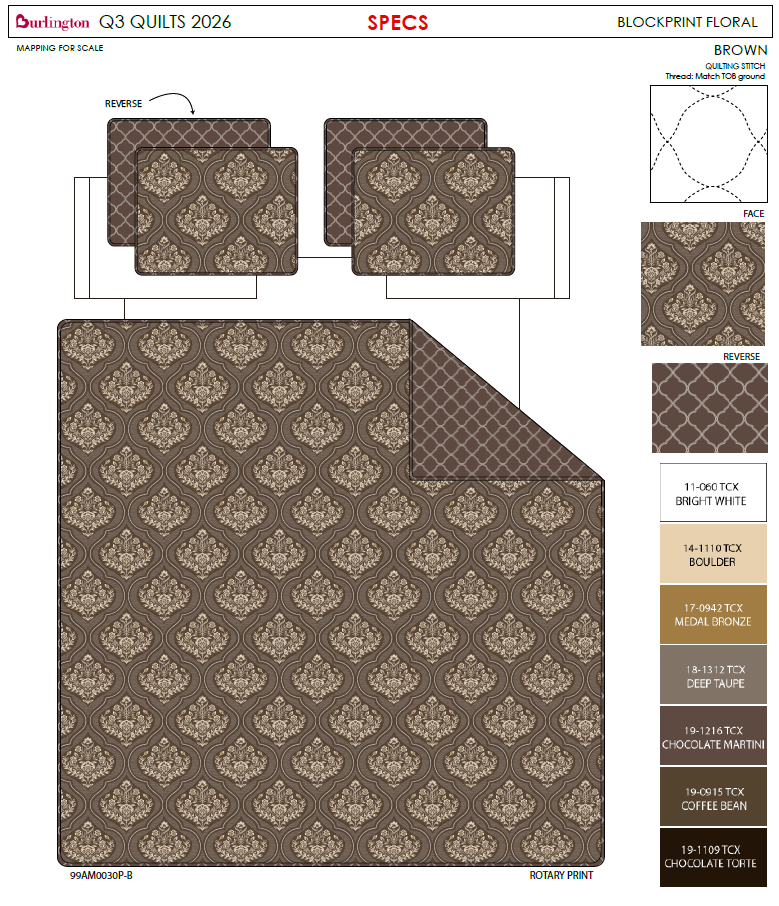 Burlington Q3 QUILTS 2026 SPECS BLOCKPRINT FLORAL
MAPPING FOR SCALE
BROWN
QUILTING STITCH
Thread: Match TOB ground
REVERSE
FACE
REVERSE
11-060 TCX
BRIGHT WHITE
14-1110 TCX
BOULDER
17-0942 TCX
MEDAL BRONZE
18-1312 TCX
DEEP TAUPE
19-1216 TCX
CHOCOLATE MARTINI
19-0915 TCX
COFFEE BEAN
19-1109 TCX
CHOCOLATE TORTE
99AM0030P-B ROTARY PRINT